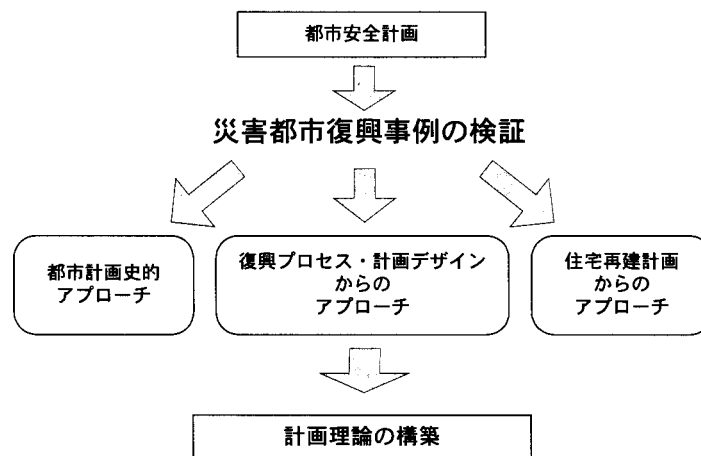 都市安全計画
災害都市復興事例の検証
都市計画史的
アプローチ
復興プロセス・計画デザイン
からの
アプローチ
住宅再建計画
からの
アプローチ
計画理論の構築